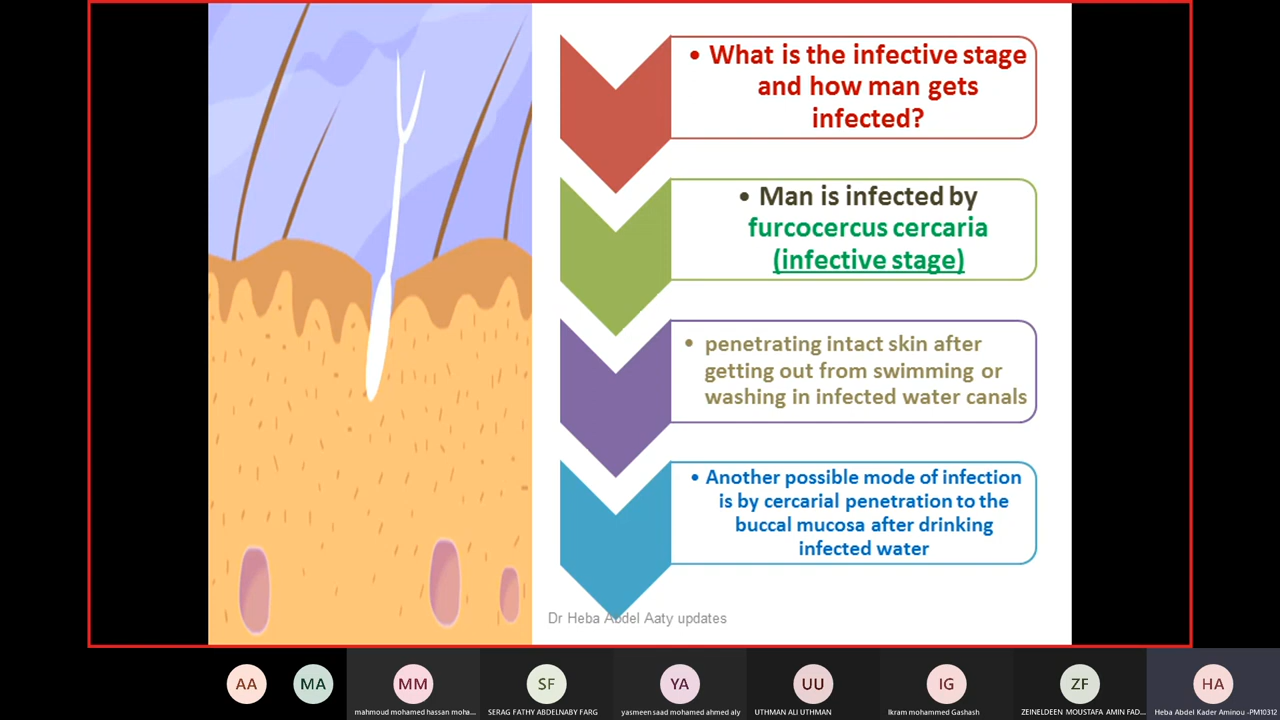 • What is the infective stage
and how man gets
infected?
• Man is infected by
furcocercus cercaria
(infective stage)
• penetrating intact skin after
getting out from swimming or
washing in infected water canals
• Another possible mode of infection
is by cercarial penetration to the
buccal mucosa after drinking
infected water
Dr Heba Abdel Aaty updates
AA
MA
MM
SF
YA
UU
IG
ZF
HA
mahmoud mohamed hassan moha...
SERAG FATHY ABDELNABY FARG
yasmeen saad mohamed ahmed aly
UTHMAN ALI UTHMAN
Ikram mohammed Gashash
ZEINELDEEN MOUSTAFA AMIN FAD...
Heba Abdel Kader Aminou -PM10312